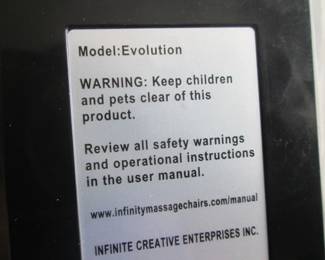 Model:Evolution
WARNING: Keep children
and pets clear of this
product.
Review all safety warnings
and operational instructions
in the user manual.
www.infinitymassagechairs.com/manual
INFINITE CREATIVE ENTERPRISES INC.